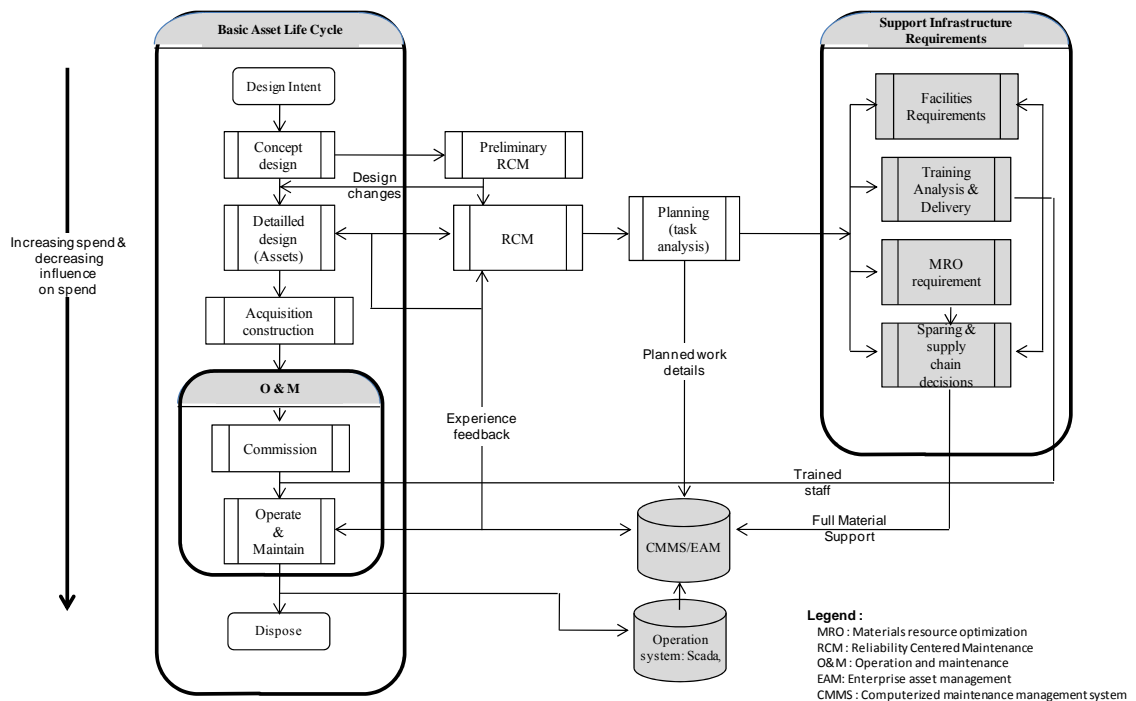 Basic Asset Life Cycle
Support Infrastructure
Requirements
Design Intent
Concept
design
Preliminary
RCM
Design
changes
Detailled
design
(Assets)
RCM
Planning
(task
analysis)
Facilities
Requirements
Training
Analysis &
Delivery
MRO
requirement
Sparing &
supply
chain
decisions
Increasing spend &
decreasing
influence
on spend
Acquisition
construction
Planned work
details
O & M
Experience
feedback
Commission
Trained
staff
Operate
&
Maintain
CMMS/EAM
Full Material
Support
Dispose
Operation
system: Scada,
Legend :
MRO : Materials resource optimization
RCM : Reliability Centered Maintenance
O&M : Operation and maintenance
EAM: Enterprise asset management
CMMS : Computerized maintenance management system